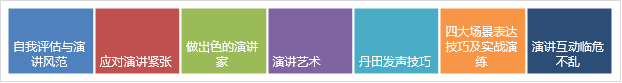 自我评估与演
讲风范
应对演讲紧张
做出色的演讲
家
演讲艺术
丹田发声技巧
四大场景表达
技巧及实战演
练
演讲互动临危
不乱